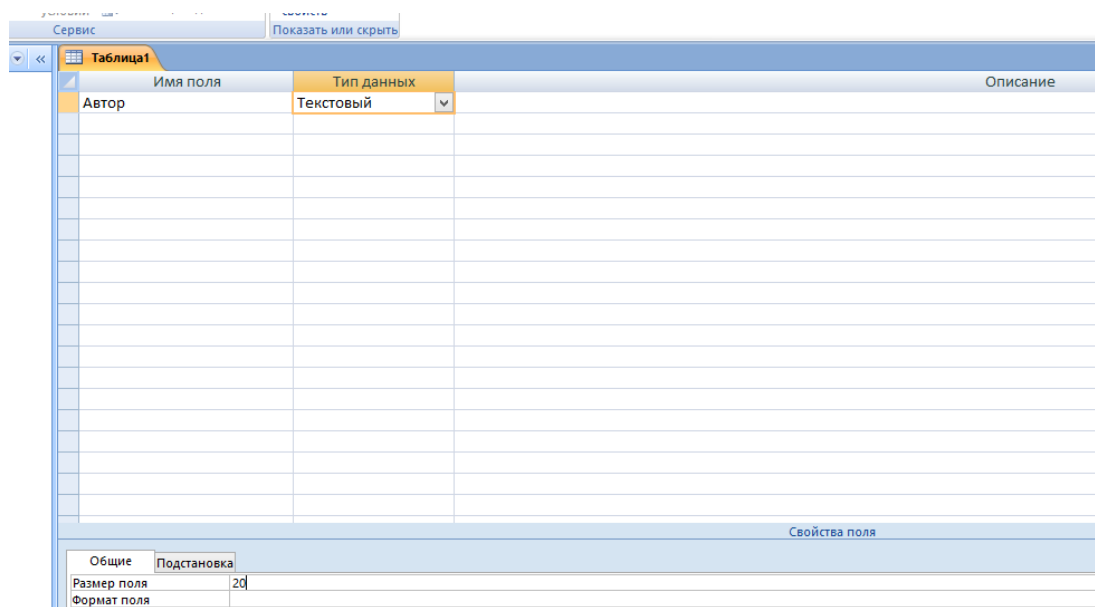 Сервис
Показать или скрыть
Таблица1
Имя поля
Тип данных
Описание
Автор
Текстовый
Свойства поля
Общие
Подстановка
Размер поля
20
Формат поля